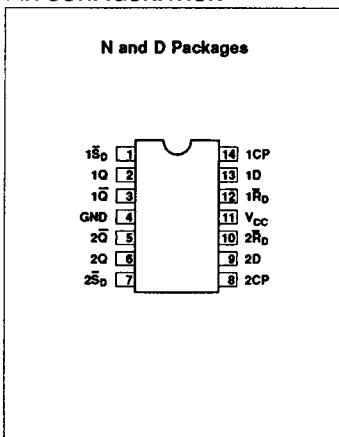 N and D Packages
1S̄D 1 14 1CP
1Q 2 13 1D
1Q̄ 3 12 1R̄D
GND 4 11 VCC
2Q̄ 5 10 2R̄D
2Q 6 9 2D
2S̄D 7 8 2CP